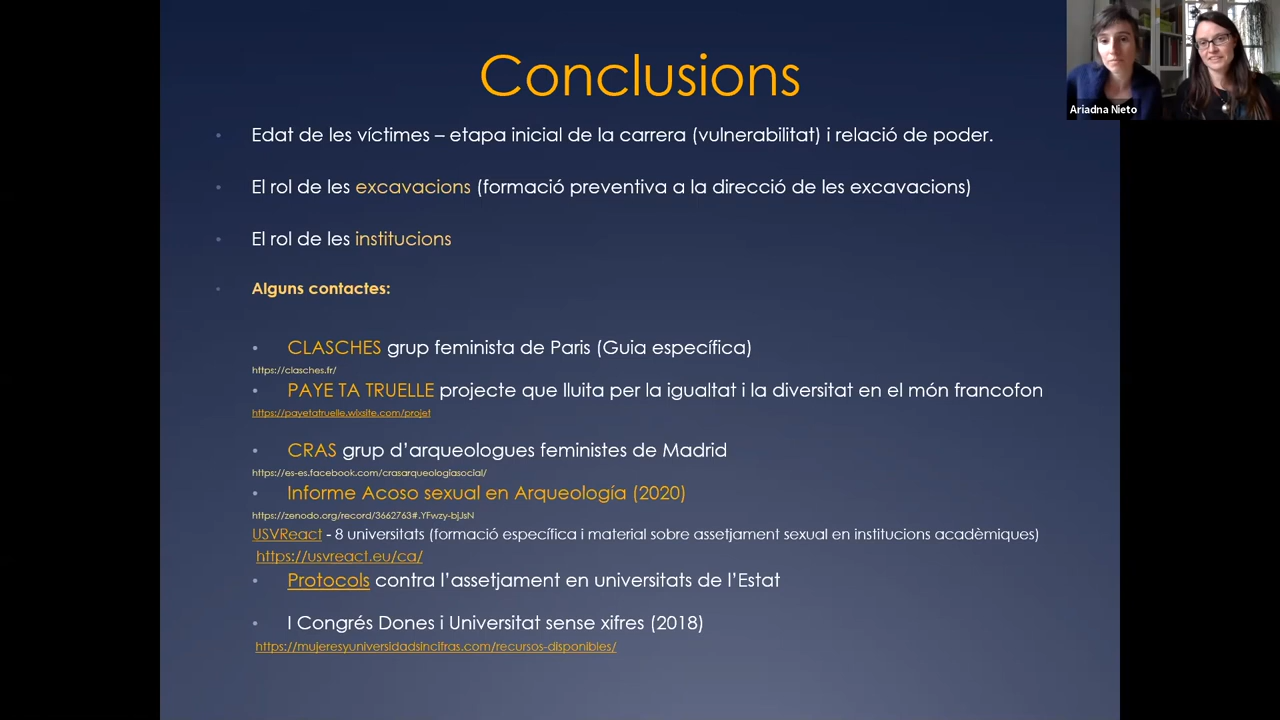 Conclusions
Ariadna Nieto
Edat de les víctimes – etapa inicial de la carrera (vulnerabilitat) i relació de poder.
El rol de les excavacions (formació preventiva a la direcció de les excavacions)
El rol de les institucions
Alguns contactes:
CLASCHES grup feminista de Paris (Guia específica)
https://clasches.fr/
PAYE TA TRUELLE projecte que lluita per la igualtat i la diversitat en el món francofon
https://payetatruelle.wixsite.com/projet
CRAS grup d’arqueologues feministes de Madrid
https://es-es.facebook.com/crasarqueologiasocial/
Informe Acoso sexual en Arqueología (2020)
https://zenodo.org/record/3662763#.YFwzy-bjJsN
USVReact - 8 universitats (formació específica i material sobre assetjament sexual en institucions acadèmiques)
https://usvreact.eu/ca/
Protocols contra l’assetjament en universitats de l’Estat
I Congrés Dones i Universitat sense xifres (2018)
https://mujeresyuniversidadsincifras.com/recursos-disponibles/